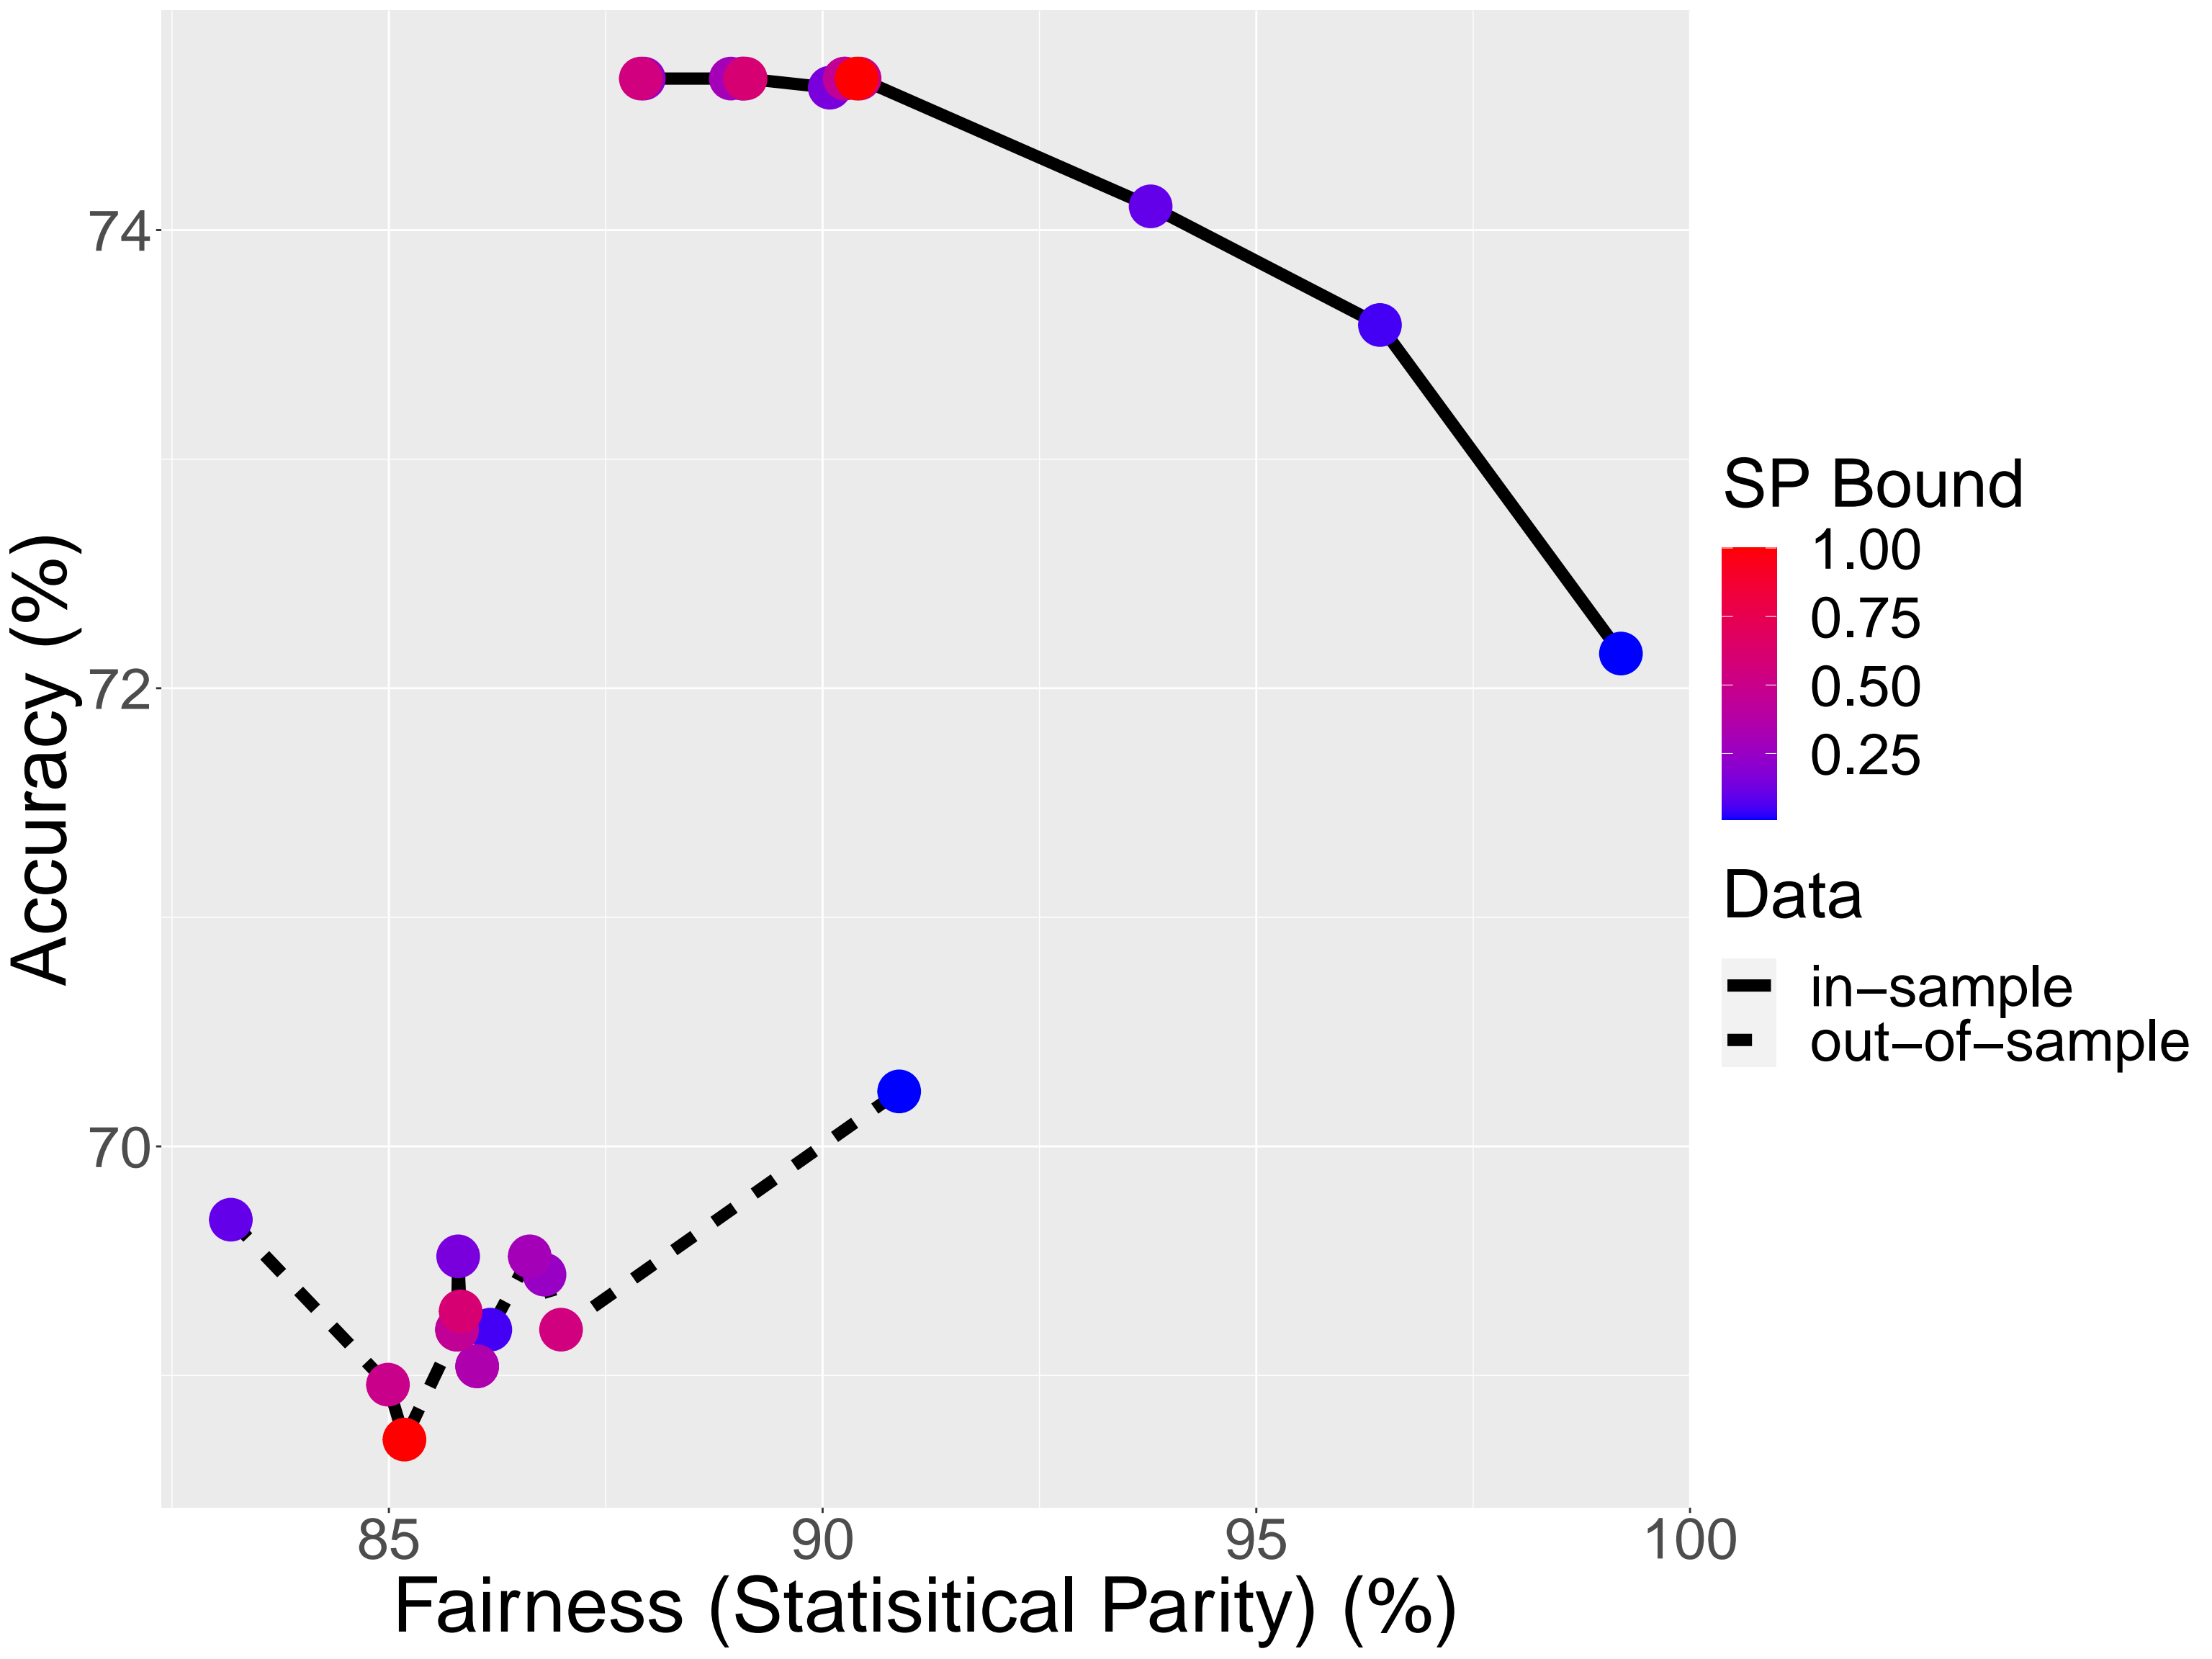 Accuracy (%)
74
72
70
85
90
95
100
Fairness (Statisitical Parity) (%)
SP Bound
1.00
0.75
0.50
0.25
Data
in−sample
out−of−sample